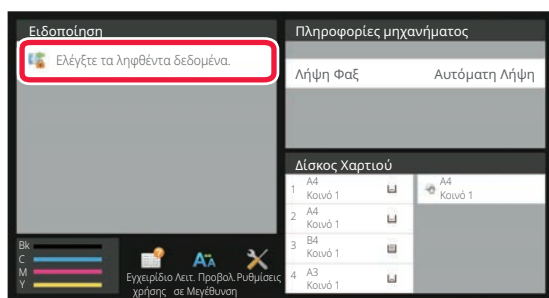 Ειδοποίηση
Ελέγξτε τα ληφθέντα δεδομένα.
Πληροφορίες μηχανήματος
Λήψη Φαξ Αυτόματη Λήψη
Δίσκος Χαρτιού
1 A4
Κοινό 1
A4
Κοινό 1
2 A4
Κοινό 1
3 B4
Κοινό 1
4 A3
Κοινό 1
Bk
C
M
Y
Εγχειρίδιο
χρήσης
Λειτ. Προβολ.
σε Μεγέθυνση
Ρυθμίσεις